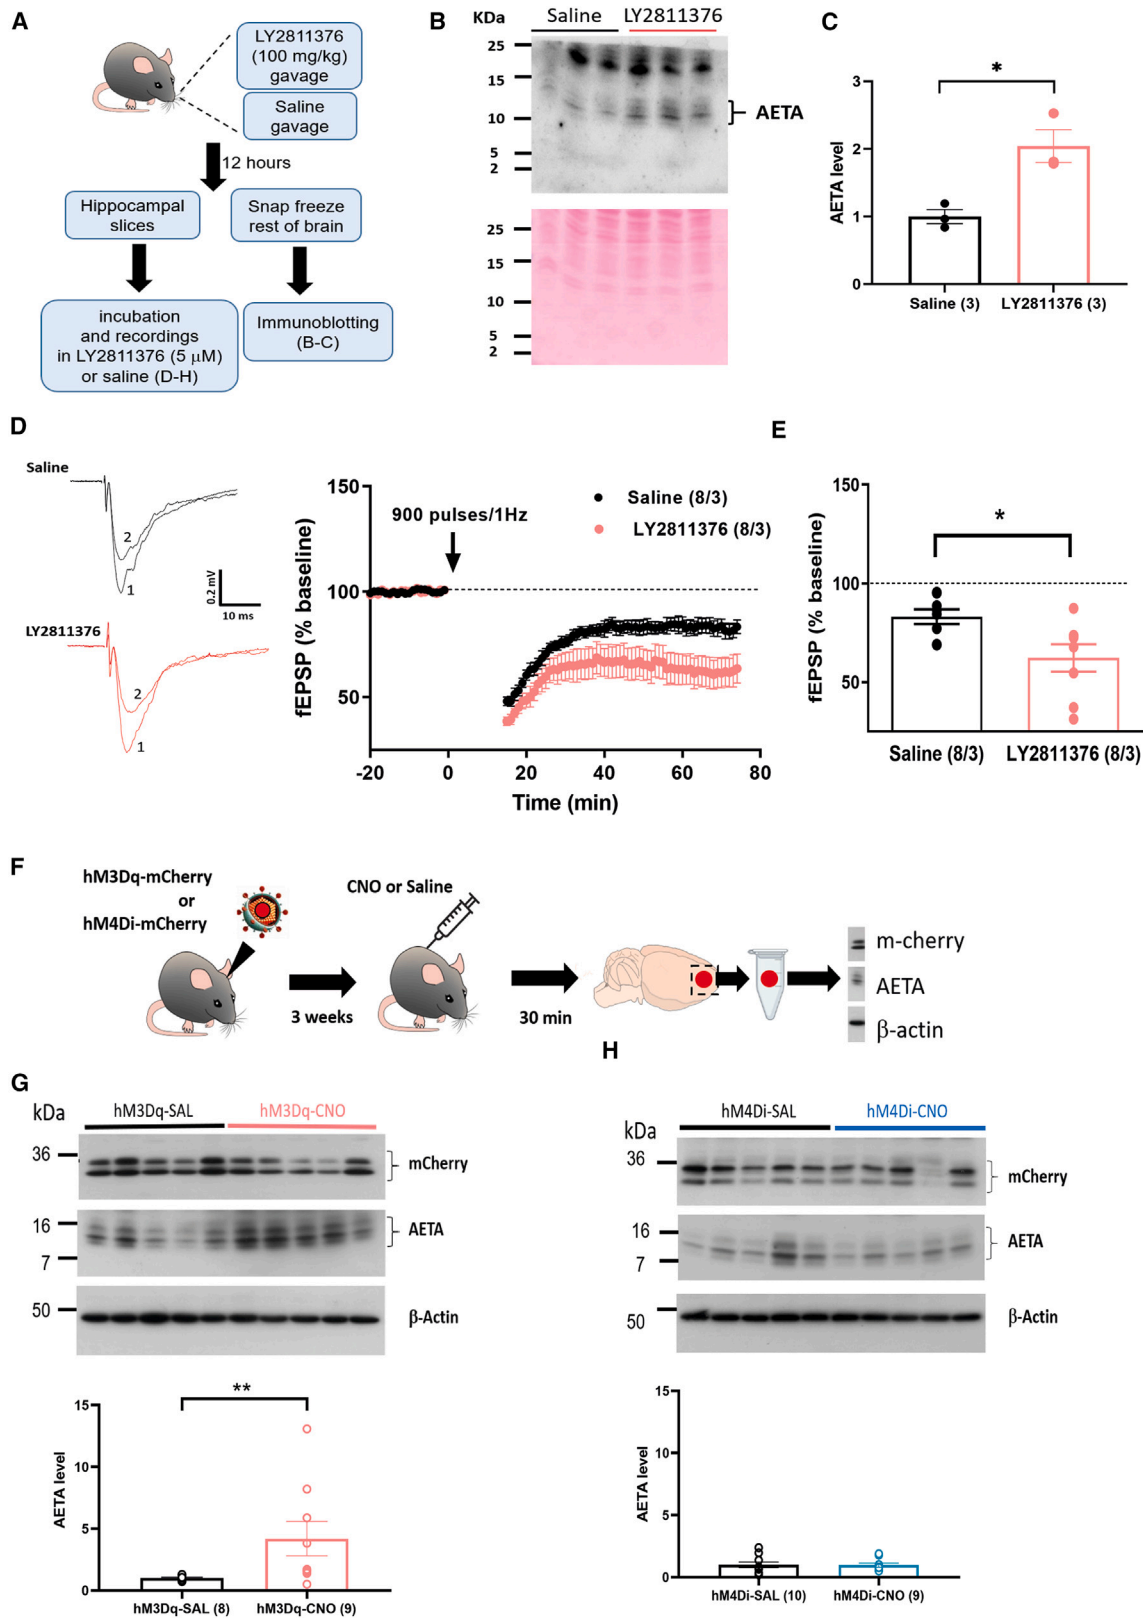 A
LY2811376
(100 mg/kg)
gavage
Saline
gavage
12 hours
Hippocampal
slices
Snap freeze
rest of brain
incubation
and recordings
in LY2811376 (5 μM)
or saline (D-H)
Immunoblotting
(B-C)
B
KDa
Saline
LY2811376
25
15
10
5
2
AETA
25
15
10
5
2
C
*
AETA level
3
2
1
0
Saline (3)
LY2811376 (3)
D
Saline
2
1
0.2 mV
10 ms
LY2811376
2
1
fEPSP (% baseline)
150
100
50
900 pulses/1Hz
Saline (8/3)
LY2811376 (8/3)
-20
0
20
40
60
80
Time (min)
E
fEPSP (% baseline)
150
100
50
*
Saline (8/3)
LY2811376 (8/3)
F
hM3Dq-mCherry
or
hM4Di-mCherry
3 weeks
CNO or Saline
30 min
m-cherry
AETA
β-actin
G
kDa
hM3Dq-SAL
hM3Dq-CNO
36
mCherry
16
7
AETA
50
β-Actin
**
AETA level
15
10
5
0
hM3Dq-SAL (8)
hM3Dq-CNO (9)
H
kDa
hM4Di-SAL
hM4Di-CNO
36
mCherry
16
7
AETA
50
β-Actin
AETA level
15
10
5
0
hM4Di-SAL (10)
hM4Di-CNO (9)